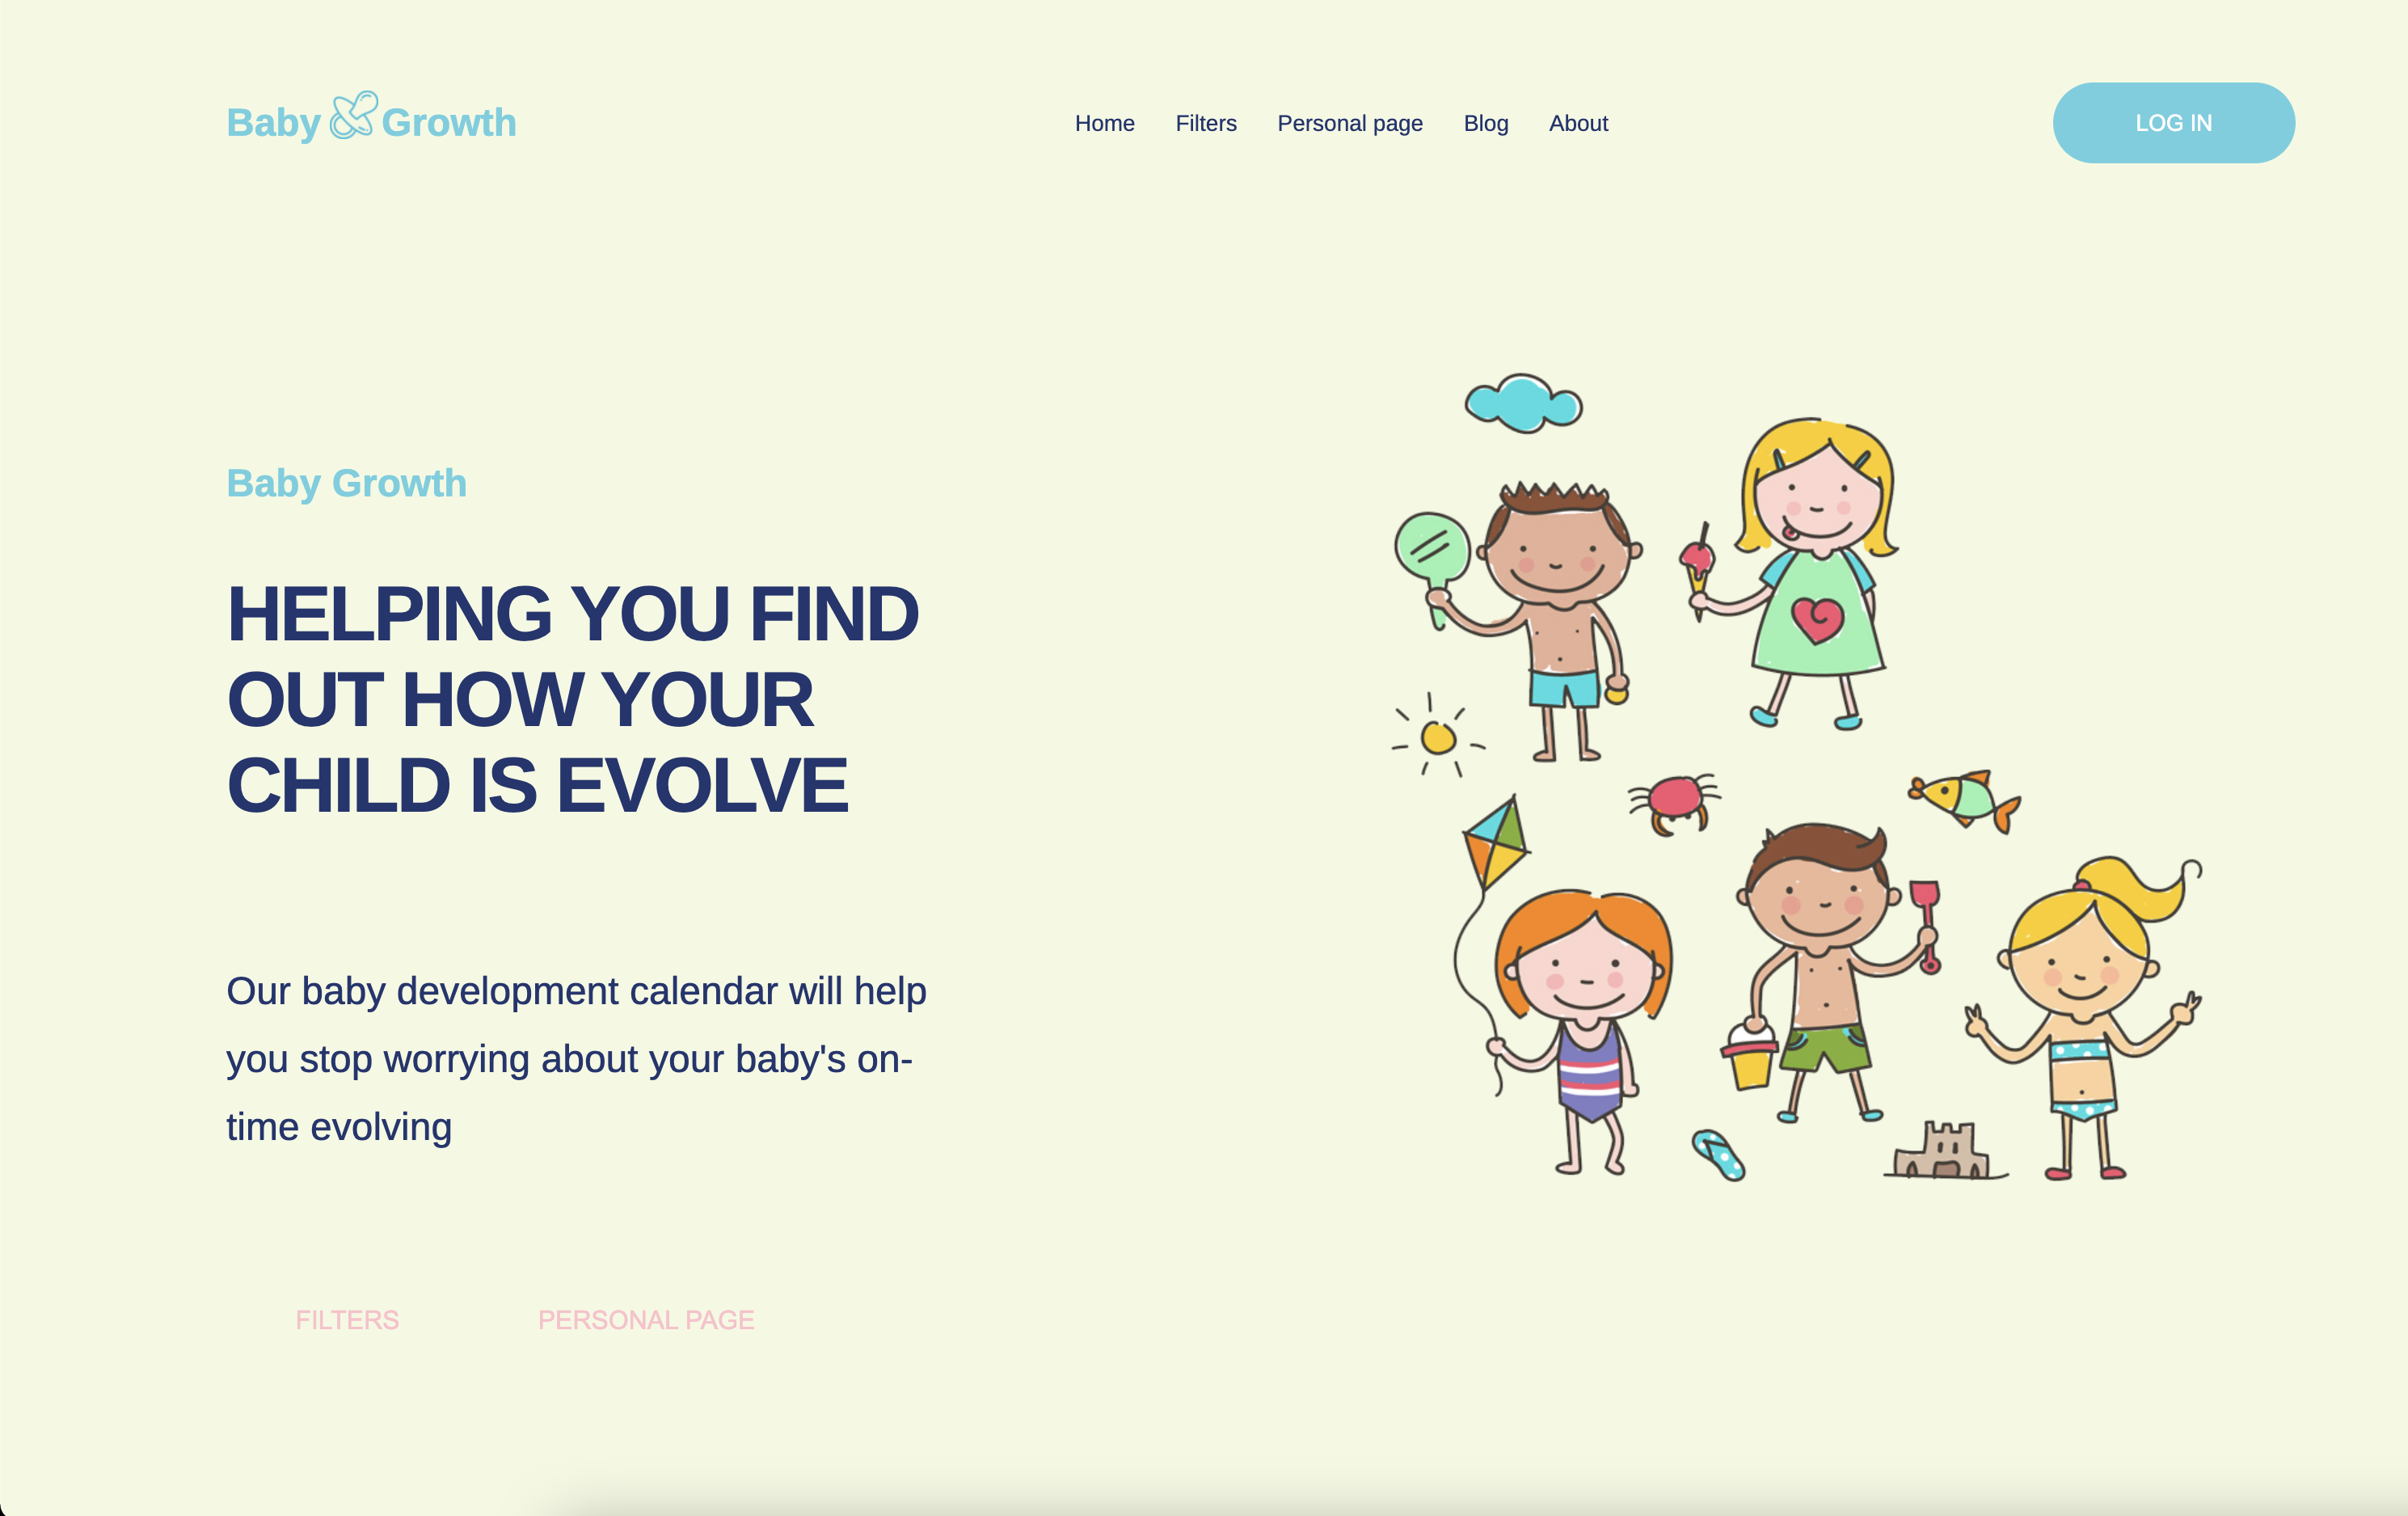 Baby Growth
Home Filters Personal page Blog About
LOG IN
Baby Growth
HELPING YOU FIND
OUT HOW YOUR
CHILD IS EVOLVE
Our baby development calendar will help
you stop worrying about your baby's on-
time evolving
FILTERS PERSONAL PAGE